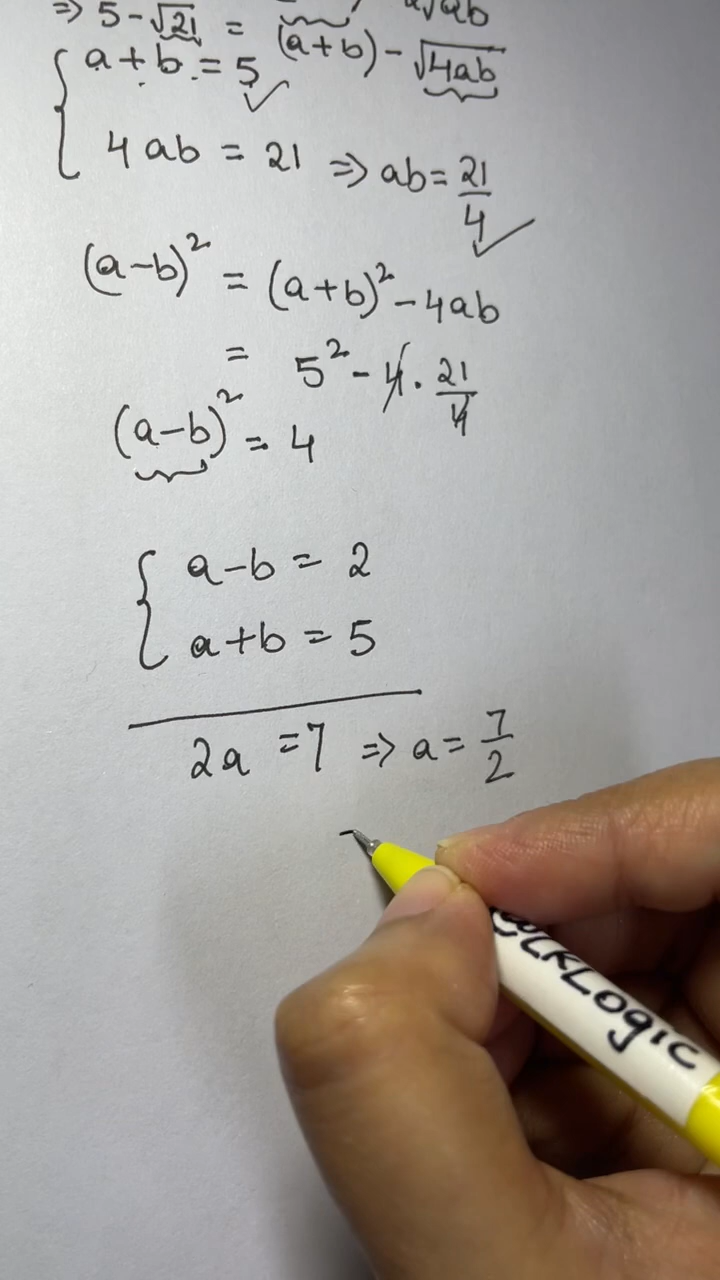 ⇒ 5 - √21 = (a+b) - √4ab
{ a + b = 5 ✓
4ab = 21 ⇒ ab = 21/4 ✓
(a-b)² = (a+b)² - 4ab
= 5² - 4 · 21/4
(a-b)² = 4
{ a - b = 2
a + b = 5
2a = 7 ⇒ a = 7/2